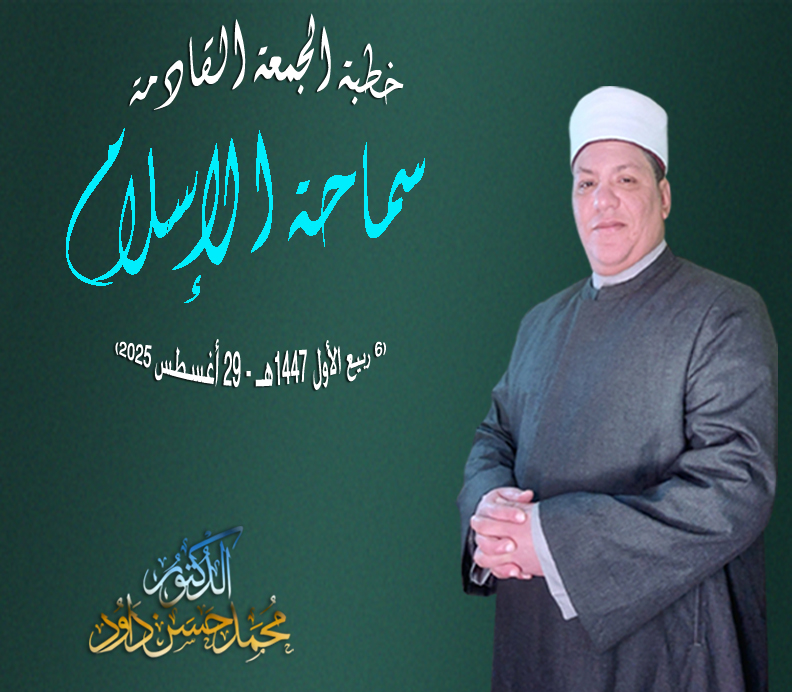 خطبة الجمعة القادمة
سماحة الإسلام
(6 ربيع الأول 1447هـ - 29 أغسطس 2025)
الدكتور
محمد حسن داود